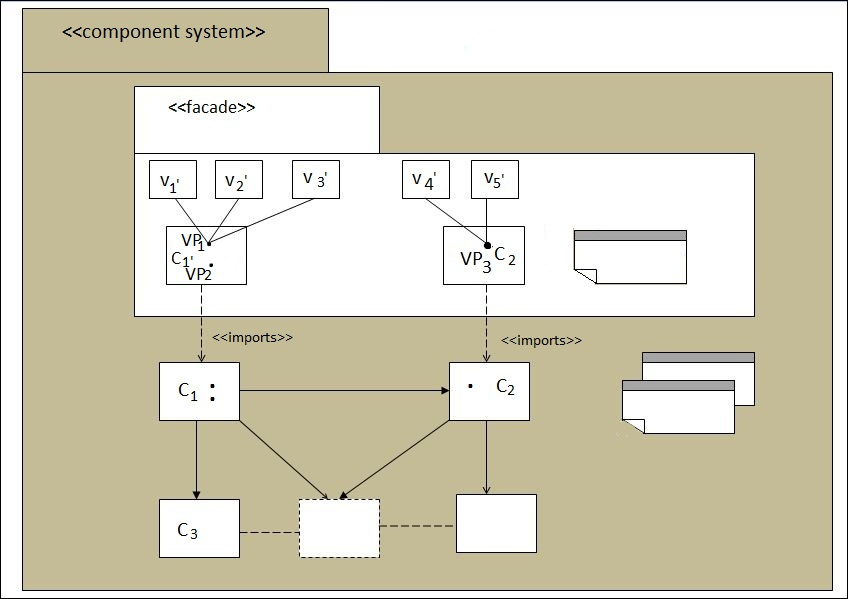 <<component system>>
<<facade>>
v1' v2' v3' v4' v5'
VP1
C1'
VP2
VP3 C2
<<imports>> <<imports>>
C1 C2
C3